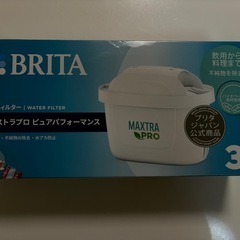 BRITA
飲用から
料理まで
フィルター | WATER FILTER
ストラプロ ピュアパフォーマンス
MAXTRA
PRO
ブリタ
ジャパン
公式商品
3